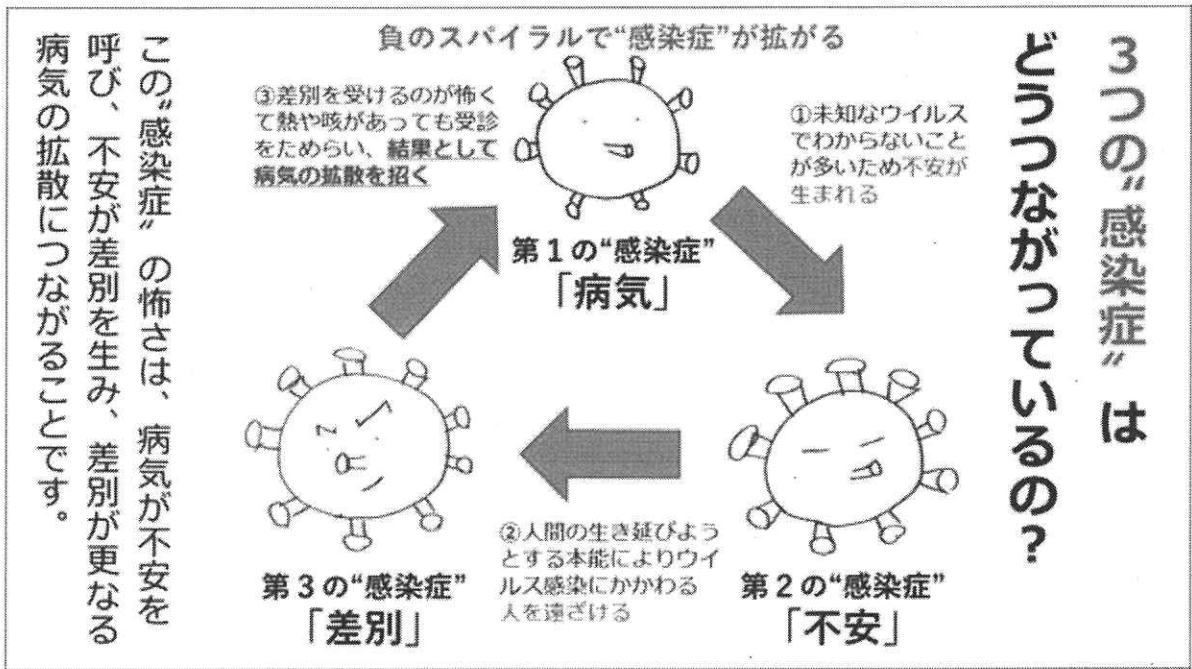 3つの〝感染症〟は
どうつながっているの?
負のスパイラルで“感染症”が拡がる
①未知なウイルス
でわからないこと
が多いため不安が
生まれる
第1の“感染症”
「病気」
第2の“感染症”
「不安」
②人間の生き延びよう
とする本能によりウイ
ルス感染にかかわる
人を遠ざける
第3の“感染症”
「差別」
③差別を受けるのが怖く
て熱や咳があっても受診
をためらい、結果として
病気の拡散を招く
この〝感染症〟の怖さは、病気が不安を
呼び、不安が差別を生み、差別が更なる
病気の拡散につながることです。